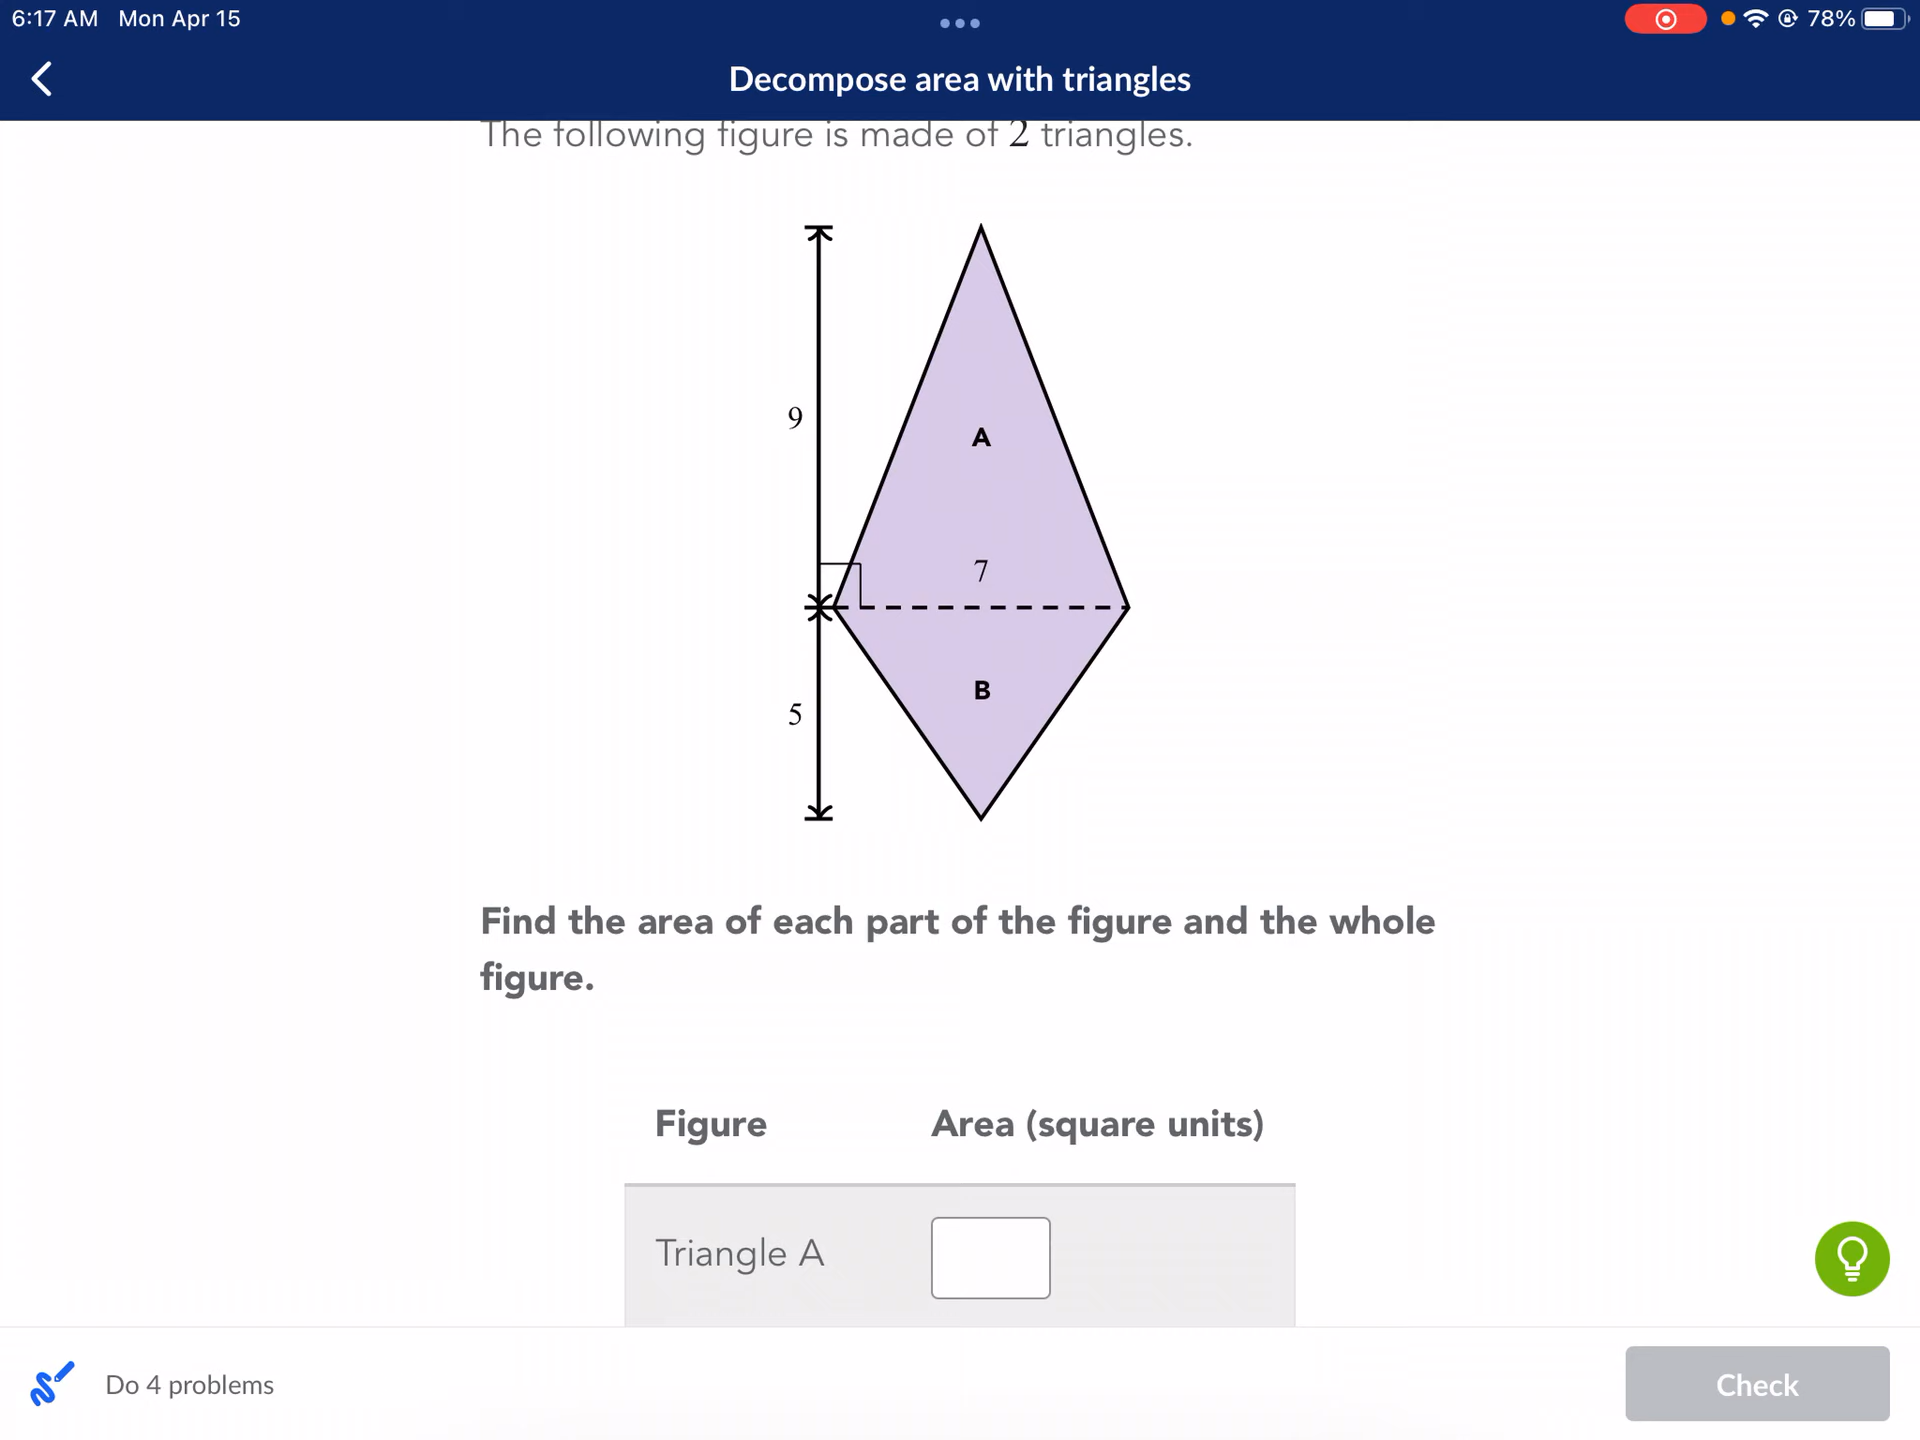 6:17 AM Mon Apr 15
78%
Decompose area with triangles
The following figure is made of 2 triangles.
9
A
7
B
5
Find the area of each part of the figure and the whole
figure.
Figure Area (square units)
Triangle A
Do 4 problems
Check